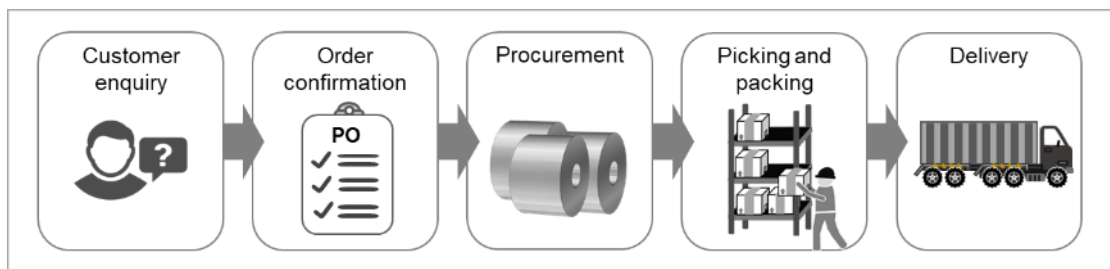 Customer
enquiry
?
Order
confirmation
PO
Procurement
Picking and
packing
Delivery